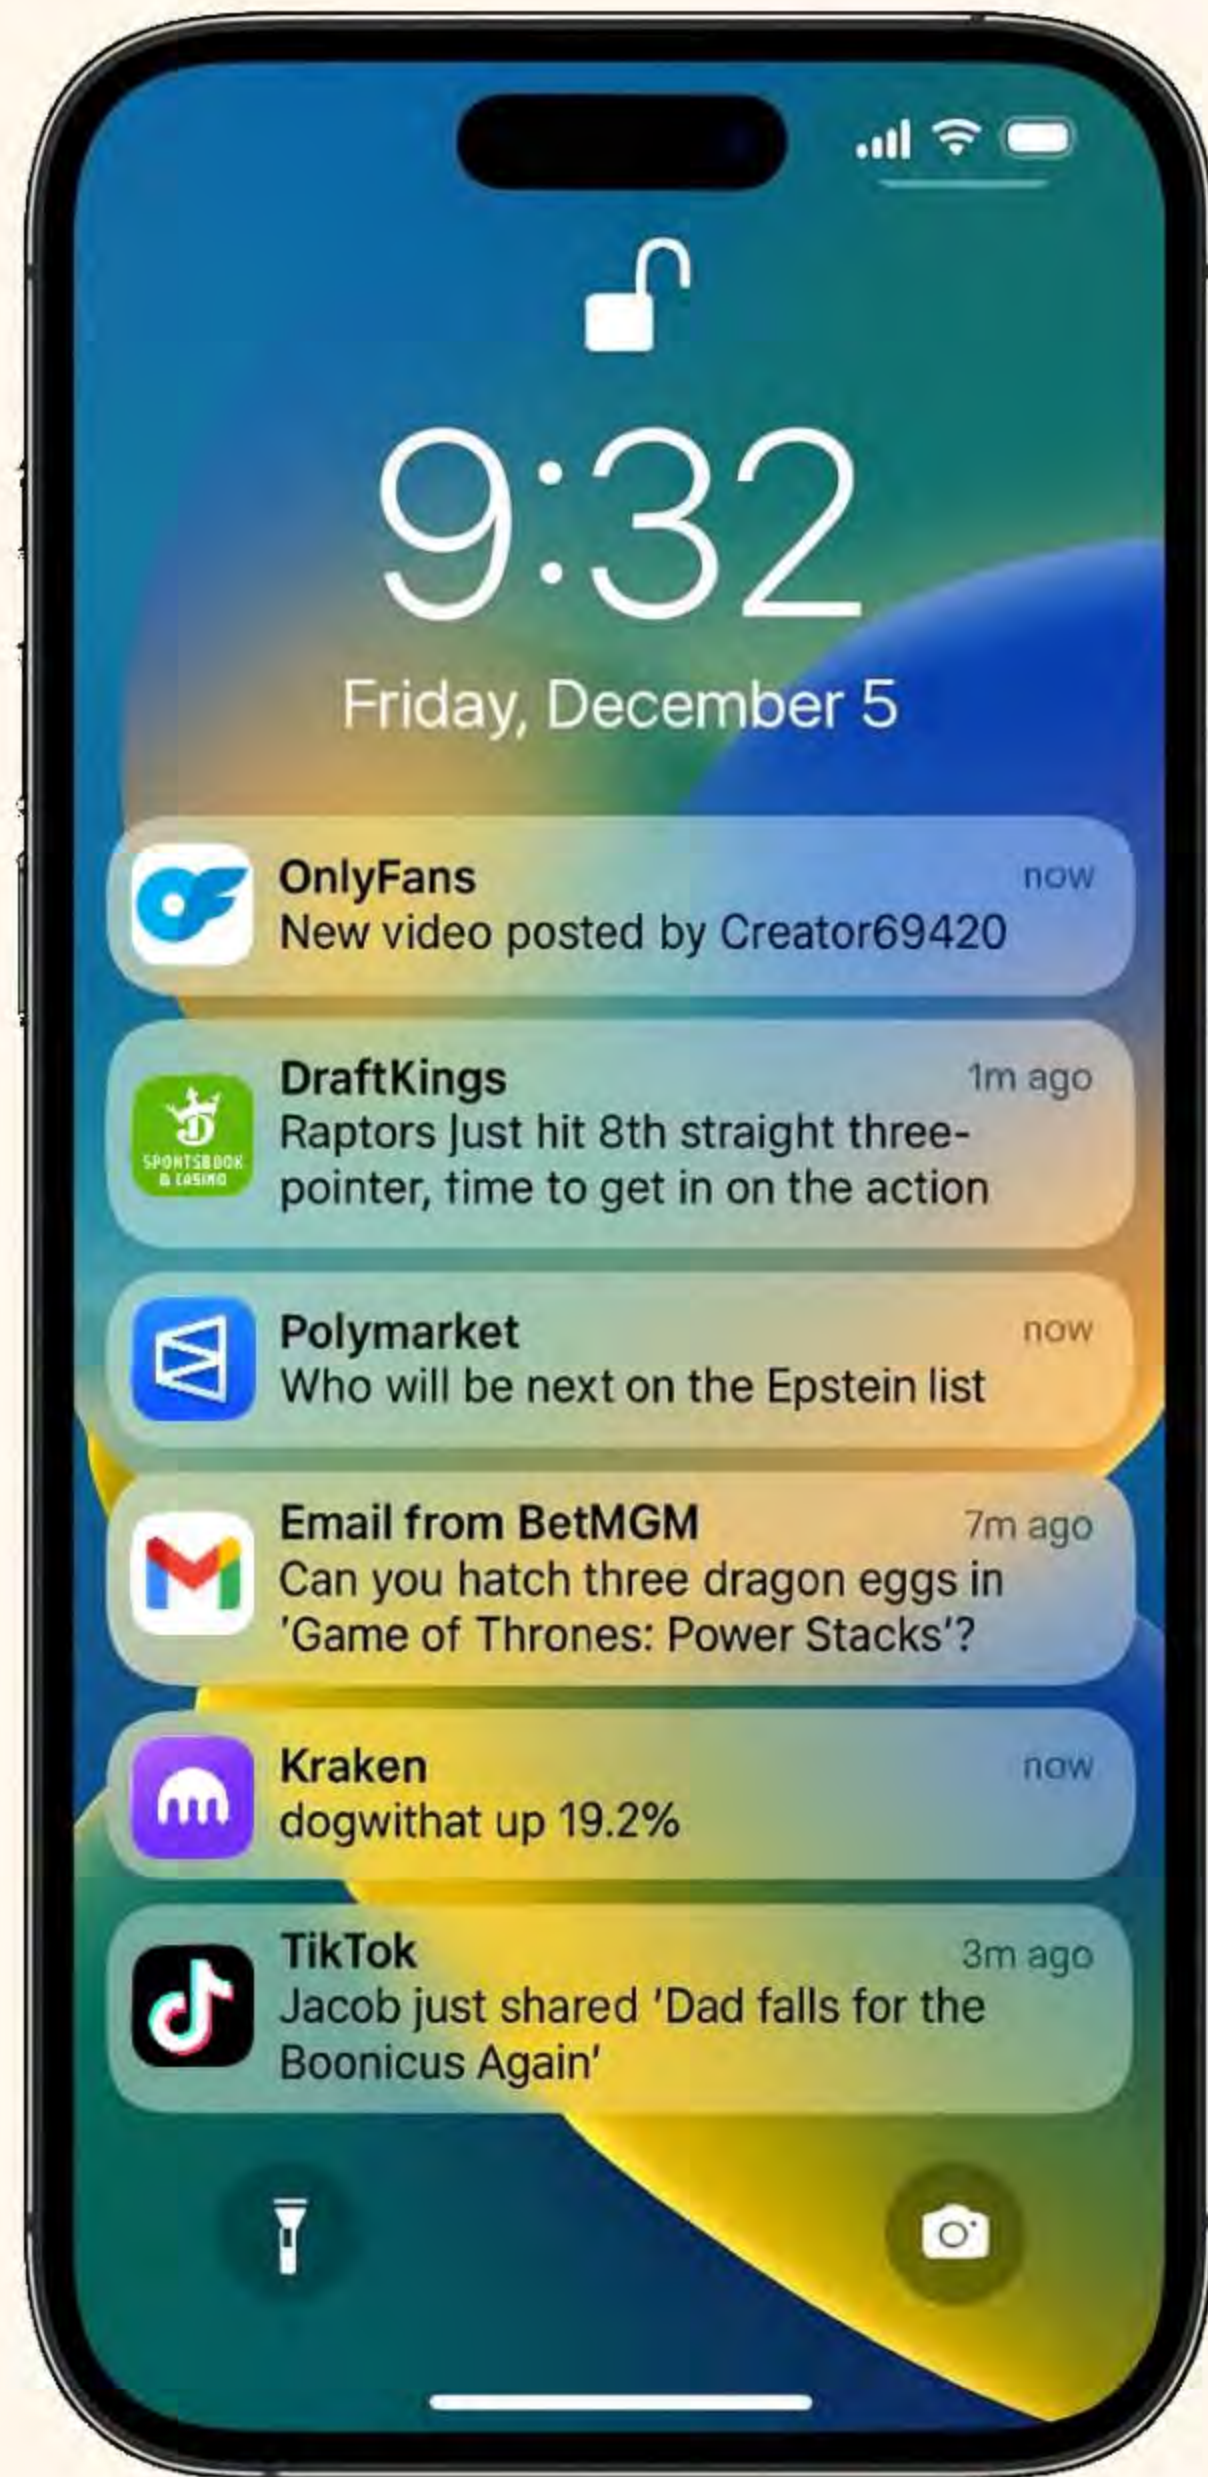 9:32
Friday, December 5
OnlyFans
now
New video posted by Creator69420
DraftKings
1m ago
Raptors just hit 8th straight three-
pointer, time to get in on the action
SPORTSBOOK
& CASINO
Polymarket
now
Who will be next on the Epstein list
Email from BetMGM
7m ago
Can you hatch three dragon eggs in
'Game of Thrones: Power Stacks'?
Kraken
now
dogwithat up 19.2%
TikTok
3m ago
Jacob just shared 'Dad falls for the
Boonicus Again'